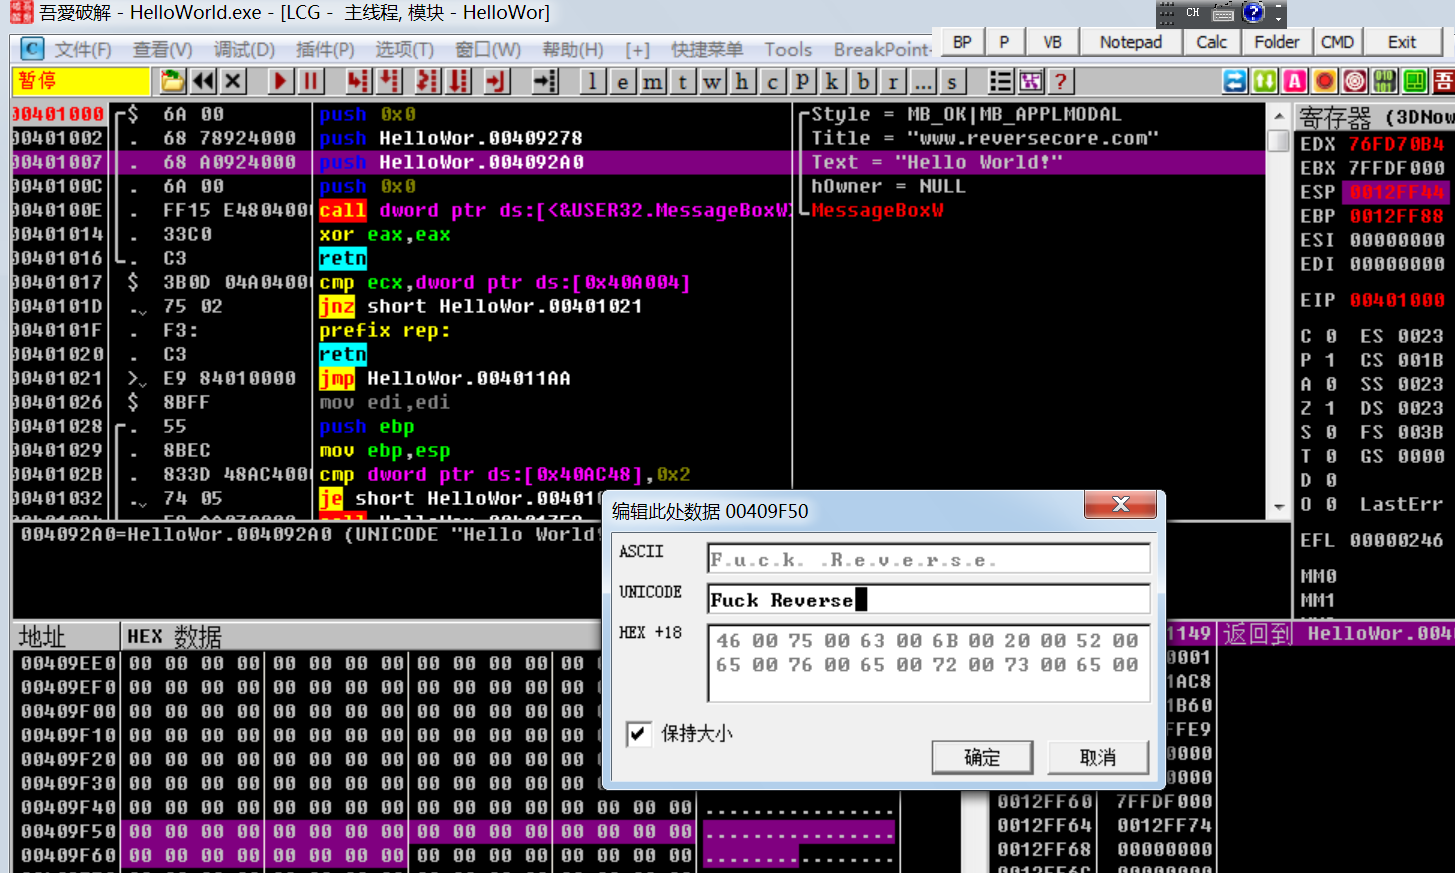 吾愛破解 - HelloWorld.exe - [LCG - 主线程, 模块 - HelloWor]
CH
文件(F) 查看(V) 调试(D) 插件(P) 选项(T) 窗口(W) 帮助(H) [+] 快捷菜单 Tools BreakPoint-
BP P VB Notepad Calc Folder CMD Exit
暂停
l e m t w h c P k b r ... s ?
00401000 $ 6A 00 push 0x0 Style = MB_OK|MB_APPLMODAL
00401002 . 68 78924000 push HelloWor.00409278 Title = "www.reversecore.com"
00401007 . 68 A0924000 push HelloWor.004092A0 Text = "Hello World!"
0040100C . 6A 00 push 0x0 hOwner = NULL
0040100E . FF15 E480400 call dword ptr ds:[<&USER32.MessageBoxW> MessageBoxW
00401014 . 33C0 xor eax,eax
00401016 . C3 retn
00401017 $ 3B0D 04A0400 cmp ecx,dword ptr ds:[0x40A004]
0040101D . 75 02 jnz short HelloWor.00401021
0040101F . F3: prefix rep:
00401020 . C3 retn
00401021 > E9 84010000 jmp HelloWor.004011AA
00401026 $ 8BFF mov edi,edi
00401028 . 55 push ebp
00401029 . 8BEC mov ebp,esp
0040102B . 833D 48AC400 cmp dword ptr ds:[0x40AC48],0x2
00401032 . 74 05 je short HelloWor.00401
寄存器 (3DNow
EDX 76FD70B4
EBX 7FFDF000
ESP 0012FF44
EBP 0012FF88
ESI 00000000
EDI 00000000
EIP 00401000
C 0 ES 0023
P 1 CS 001B
A 0 SS 0023
Z 1 DS 0023
S 0 FS 003B
T 0 GS 0000
D 0
O 0 LastErr
EFL 00000246
MM0
MM1
004092A0=HelloWor.004092A0 (UNICODE "Hello World!
编辑此处数据 00409F50
ASCII F.u.c.k. .R.e.v.e.r.s.e.
UNICODE Fuck Reverse
HEX +18 46 00 75 00 63 00 6B 00 20 00 52 00
65 00 76 00 65 00 72 00 73 00 65 00
保持大小
确定 取消
地址 HEX 数据
00409EE0 00 00 00 00 00 00 00 00 00 00 00 00 00 00
00409EF0 00 00 00 00 00 00 00 00 00 00 00 00 00 00
00409F00 00 00 00 00 00 00 00 00 00 00 00 00 00 00
00409F10 00 00 00 00 00 00 00 00 00 00 00 00 00 00
00409F20 00 00 00 00 00 00 00 00 00 00 00 00 00 00
00409F30 00 00 00 00 00 00 00 00 00 00 00 00 00 00
00409F40 00 00 00 00 00 00 00 00 00 00 00 00 00 00 00 00 ................
00409F50 00 00 00 00 00 00 00 00 00 00 00 00 00 00 00 00 ................
00409F60 00 00 00 00 00 00 00 00 00 00 00 00 00 00 00 00 ................
1149 返回到 HelloWor.004
0001
1AC8
1B60
FFE9
0000
0000
0012FF60 7FFDF000
0012FF64 0012FF74
0012FF68 00000000